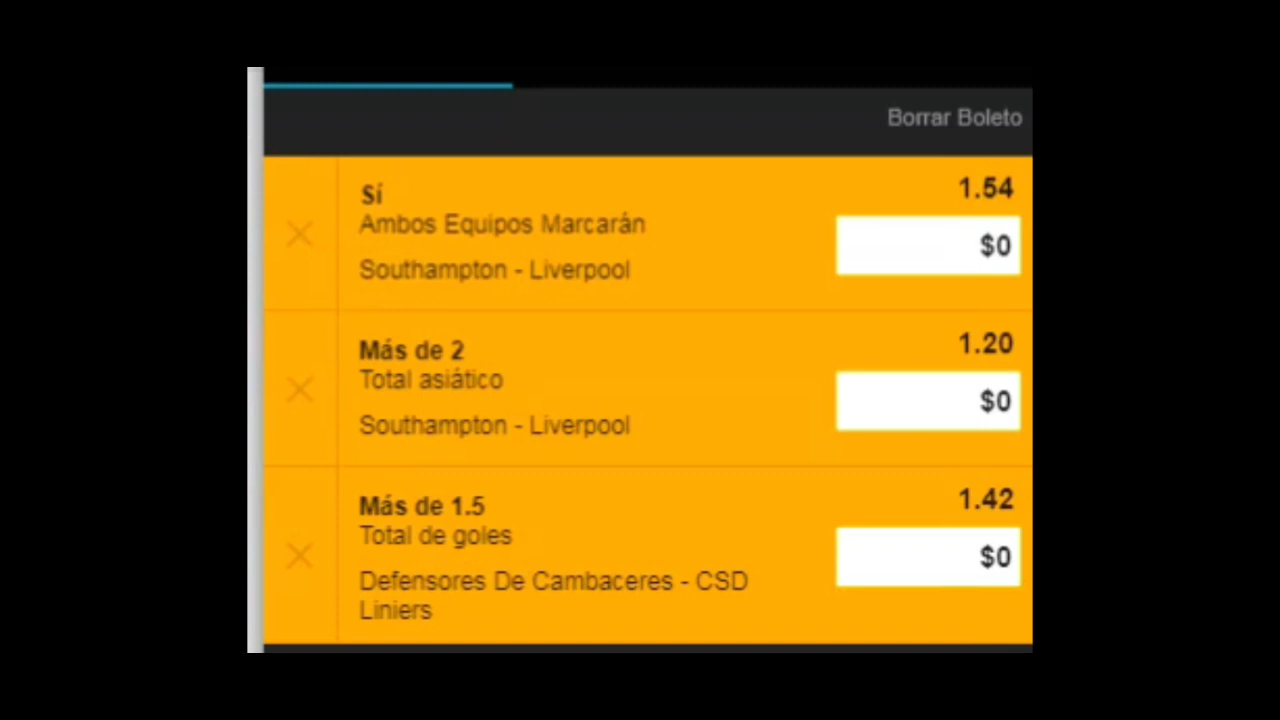 Borrar Boleto
Sí
1.54
Ambos Equipos Marcarán
$0
Southampton - Liverpool
Más de 2
1.20
Total asiático
$0
Southampton - Liverpool
Más de 1.5
1.42
Total de goles
$0
Defensores De Cambaceres - CSD
Liniers